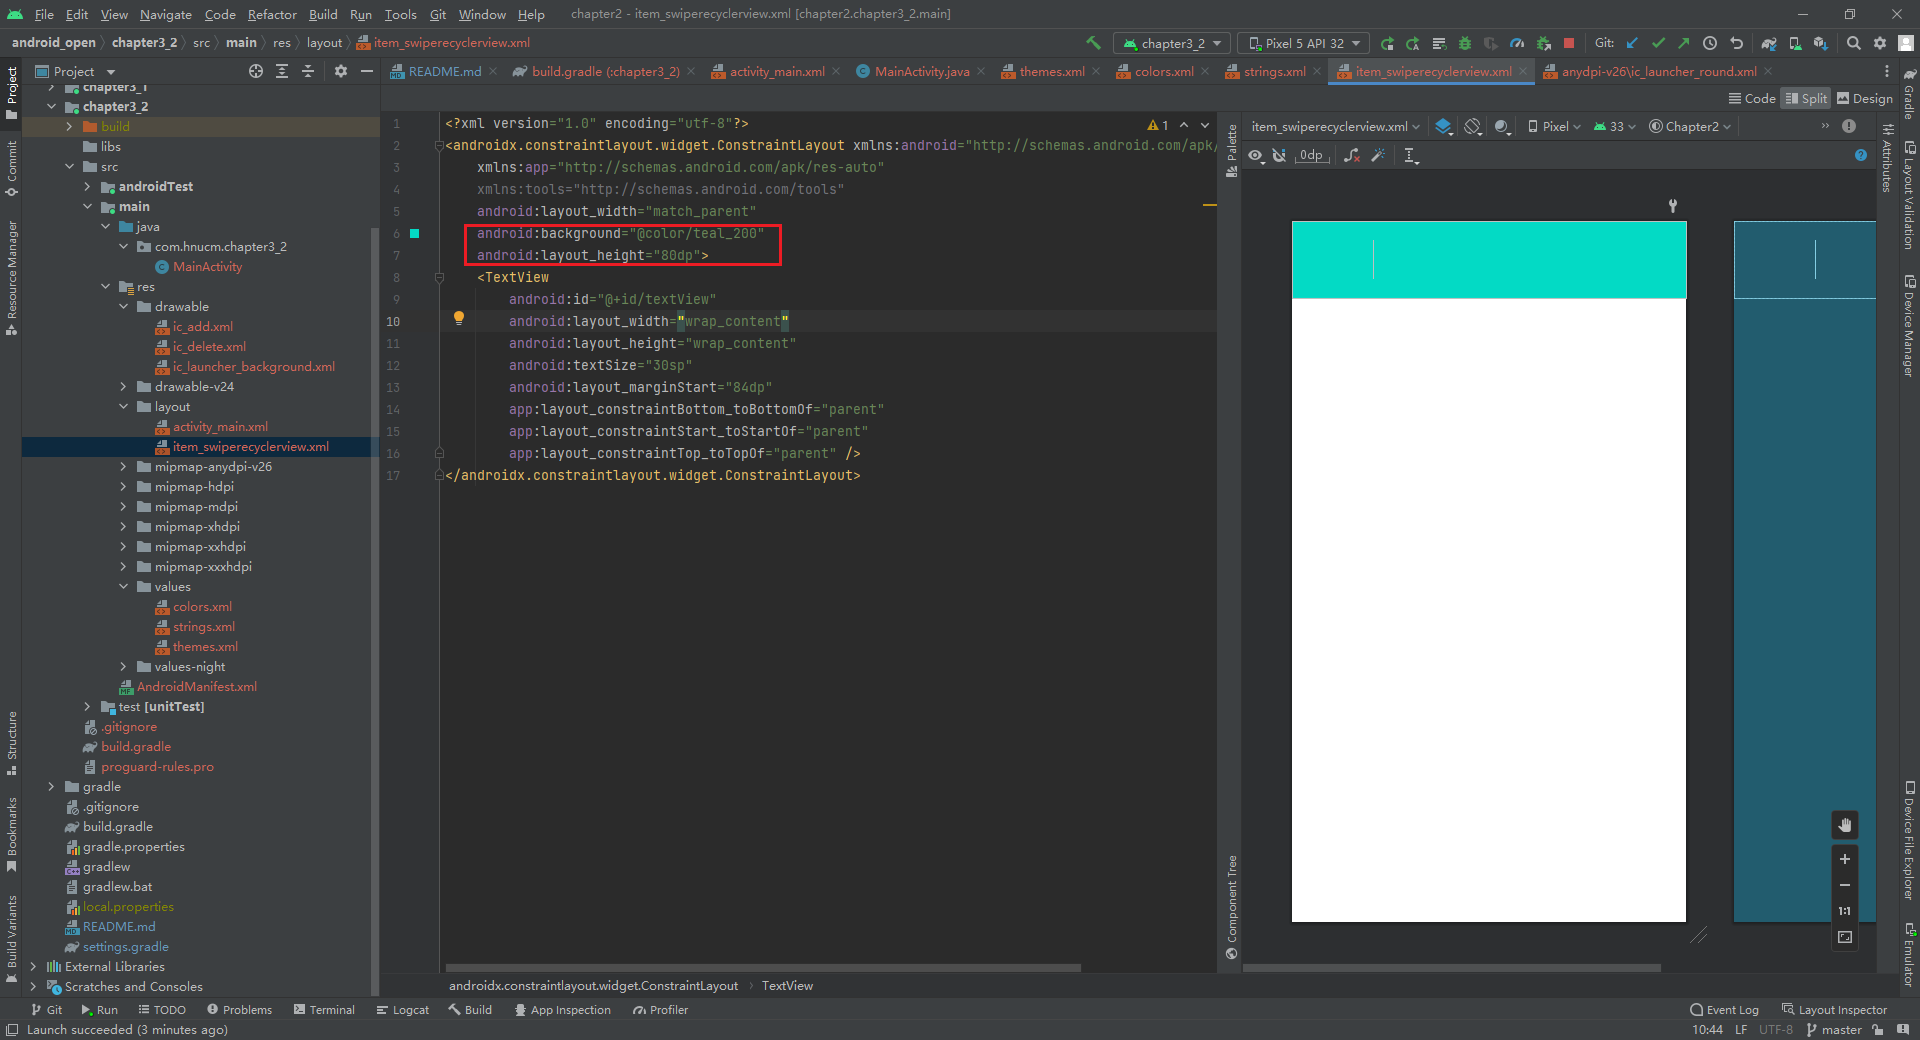 File Edit View Navigate Code Refactor Build Run Tools Git Window Help chapter2 - item_swiperecyclerview.xml [chapter2.chapter3_2.main]
android_open chapter3_2 src main res layout item_swiperecyclerview.xml chapter3_2 Pixel 5 API 32 Git:
Project
README.md build.gradle (:chapter3_2) activity_main.xml MainActivity.java themes.xml colors.xml strings.xml item_swiperecyclerview.xml anydpi-v26\ic_launcher_round.xml
Code Split Design
Project
Commit
Resource Manager
Structure
Bookmarks
Build Variants
chapter3_1
chapter3_2
build
libs
src
androidTest
main
java
com.hnucm.chapter3_2
MainActivity
res
drawable
ic_add.xml
ic_delete.xml
ic_launcher_background.xml
drawable-v24
layout
activity_main.xml
item_swiperecyclerview.xml
mipmap-anydpi-v26
mipmap-hdpi
mipmap-mdpi
mipmap-xhdpi
mipmap-xxhdpi
mipmap-xxxhdpi
values
colors.xml
strings.xml
themes.xml
values-night
AndroidManifest.xml
test [unitTest]
.gitignore
build.gradle
proguard-rules.pro
gradle
.gitignore
build.gradle
gradle.properties
gradlew
gradlew.bat
local.properties
README.md
settings.gradle
External Libraries
Scratches and Consoles
1 <?xml version="1.0" encoding="utf-8"?>
2 <androidx.constraintlayout.widget.ConstraintLayout xmlns:android="http://schemas.android.com/apk/
3 xmlns:app="http://schemas.android.com/apk/res-auto"
4 xmlns:tools="http://schemas.android.com/tools"
5 android:layout_width="match_parent"
6 android:background="@color/teal_200"
7 android:layout_height="80dp">
8 <TextView
9 android:id="@+id/textView"
10 android:layout_width="wrap_content"
11 android:layout_height="wrap_content"
12 android:textSize="30sp"
13 android:layout_marginStart="84dp"
14 app:layout_constraintBottom_toBottomOf="parent"
15 app:layout_constraintStart_toStartOf="parent"
16 app:layout_constraintTop_toTopOf="parent" />
17 </androidx.constraintlayout.widget.ConstraintLayout>
1
Palette
Component Tree
item_swiperecyclerview.xml Pixel 33 Chapter2
0dp
1:1
Attributes
Gradle
Layout Validation
Device Manager
Device File Explorer
Emulator
androidx.constraintlayout.widget.ConstraintLayout TextView
Git Run TODO Problems Terminal Logcat Build App Inspection Profiler Event Log Layout Inspector
Launch succeeded (3 minutes ago) 10:44 LF UTF-8 master